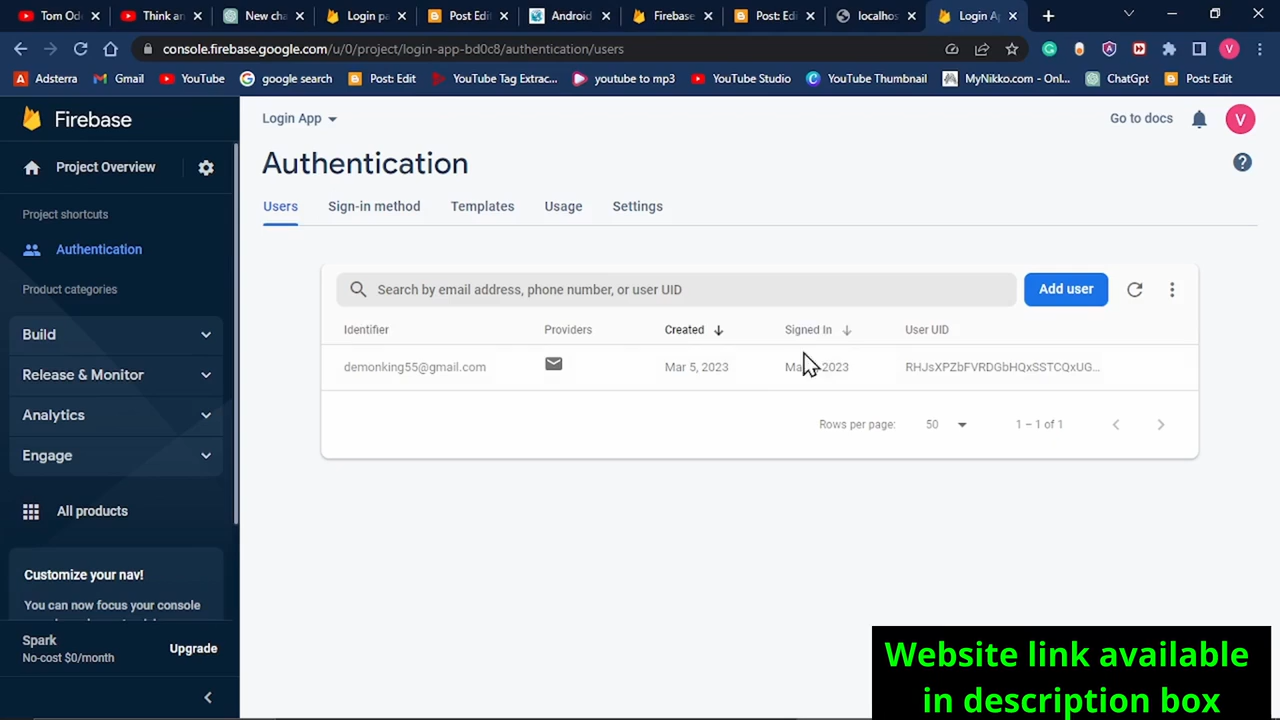 Tom Od
Think an
New cha
Login pa
Post Edit
Android
Firebase
Post: Ed
localhos
Login Ap
console.firebase.google.com/u/0/project/login-app-bd0c8/authentication/users
V
Adsterra
Gmail
YouTube
google search
Post: Edit
YouTube Tag Extrac...
youtube to mp3
YouTube Studio
YouTube Thumbnail
MyNikko.com - Onl...
ChatGpt
Post: Edit
Firebase
Login App
Go to docs
V
Project Overview
Authentication
Project shortcuts
Users
Sign-in method
Templates
Usage
Settings
Authentication
Product categories
Search by email address, phone number, or user UID
Add user
Build
Identifier
Providers
Created
Signed In
User UID
Release & Monitor
demonking55@gmail.com
Mar 5, 2023
2023
RHJsXPZbFVRDGbHQxSSTCQxUG...
Analytics
Rows per page:
50
1 – 1 of 1
Engage
All products
Customize your nav!
You can now focus your console
Spark
No-cost $0/month
Upgrade
Website link available
in description box